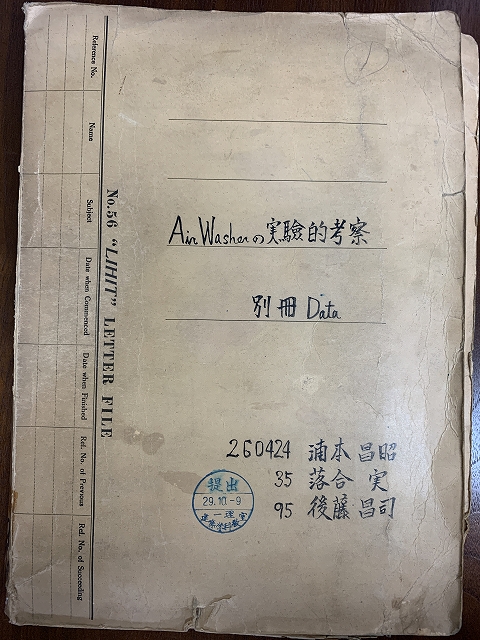 Reference No.
Name
Subject
Date when Commenced
Date when Finished
Ref. No. of Previous
Ref. No. of Succeeding
No.56 "LIHIT" LETTER FILE
Air Washerの実驗的考察
別冊 Data
260424 浦本昌昭
35 落合 実
95 後藤昌司
提出
29.10.-9